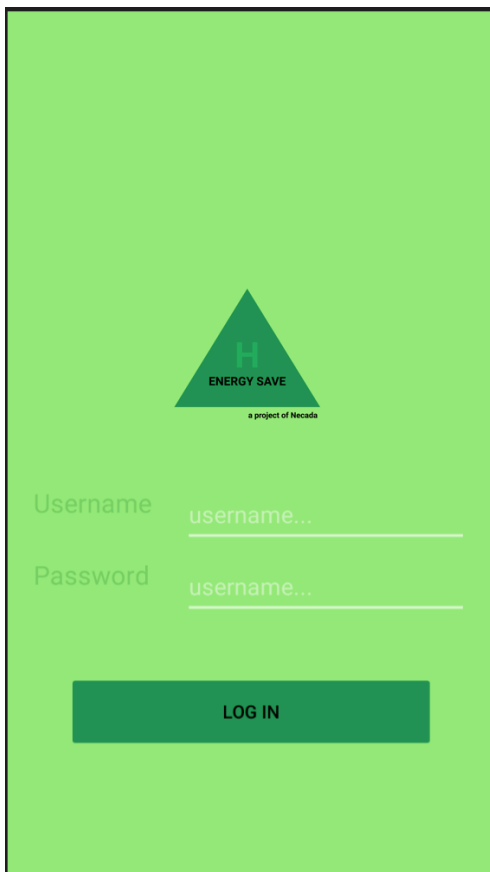 H
ENERGY SAVE
a project of Necada
Username
username...
Password
username...
LOG IN